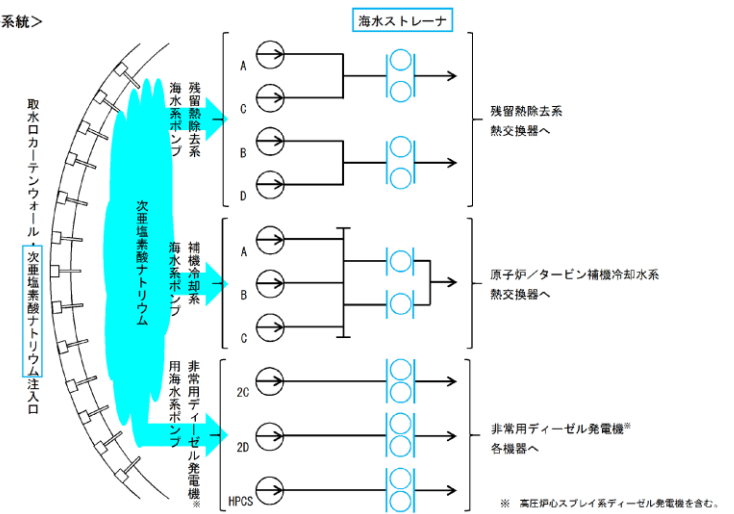 系統＞
海水ストレーナ
取水口カーテンウォール・次亜塩素酸ナトリウム注入口
次亜塩素酸ナトリウム
残留熱除去系
海水系ポンプ
A
C
B
D
残留熱除去系
熱交換器へ
補機冷却系
海水系ポンプ
A
B
C
原子炉／タービン補機冷却水系
熱交換器へ
非常用ディーゼル発電機※
用海水系ポンプ
2C
2D
HPCS
非常用ディーゼル発電機※
各機器へ
※　高圧炉心スプレイ系ディーゼル発電機を含む。